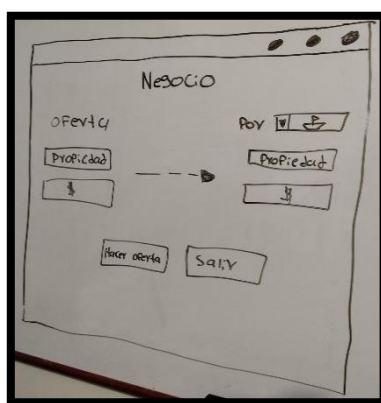 Negocio
oferta
Por
Propiedad
Propiedad
$
$
Hacer oferta
Salir